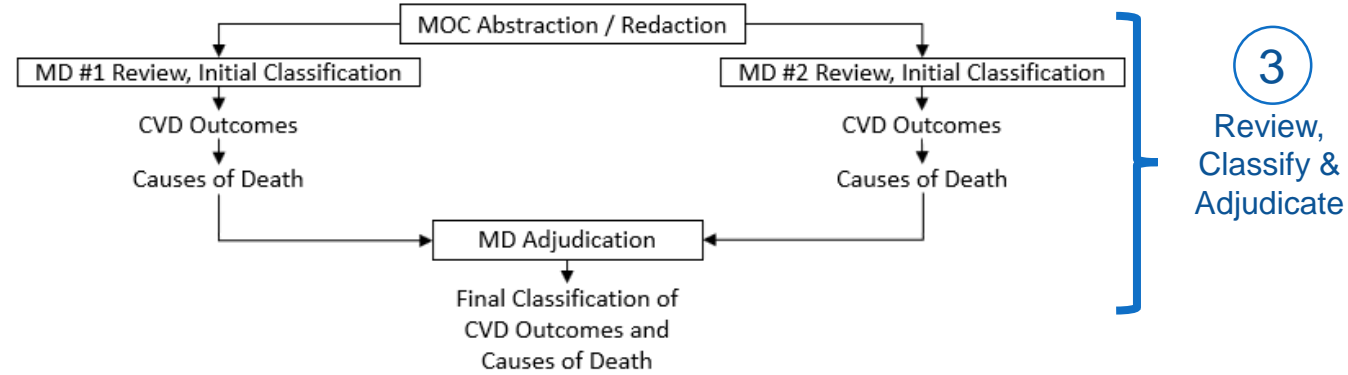 MOC Abstraction / Redaction
MD #1 Review, Initial Classification
MD #2 Review, Initial Classification
CVD Outcomes
CVD Outcomes
Causes of Death
Causes of Death
MD Adjudication
Final Classification of
CVD Outcomes and
Causes of Death
3
Review,
Classify &
Adjudicate